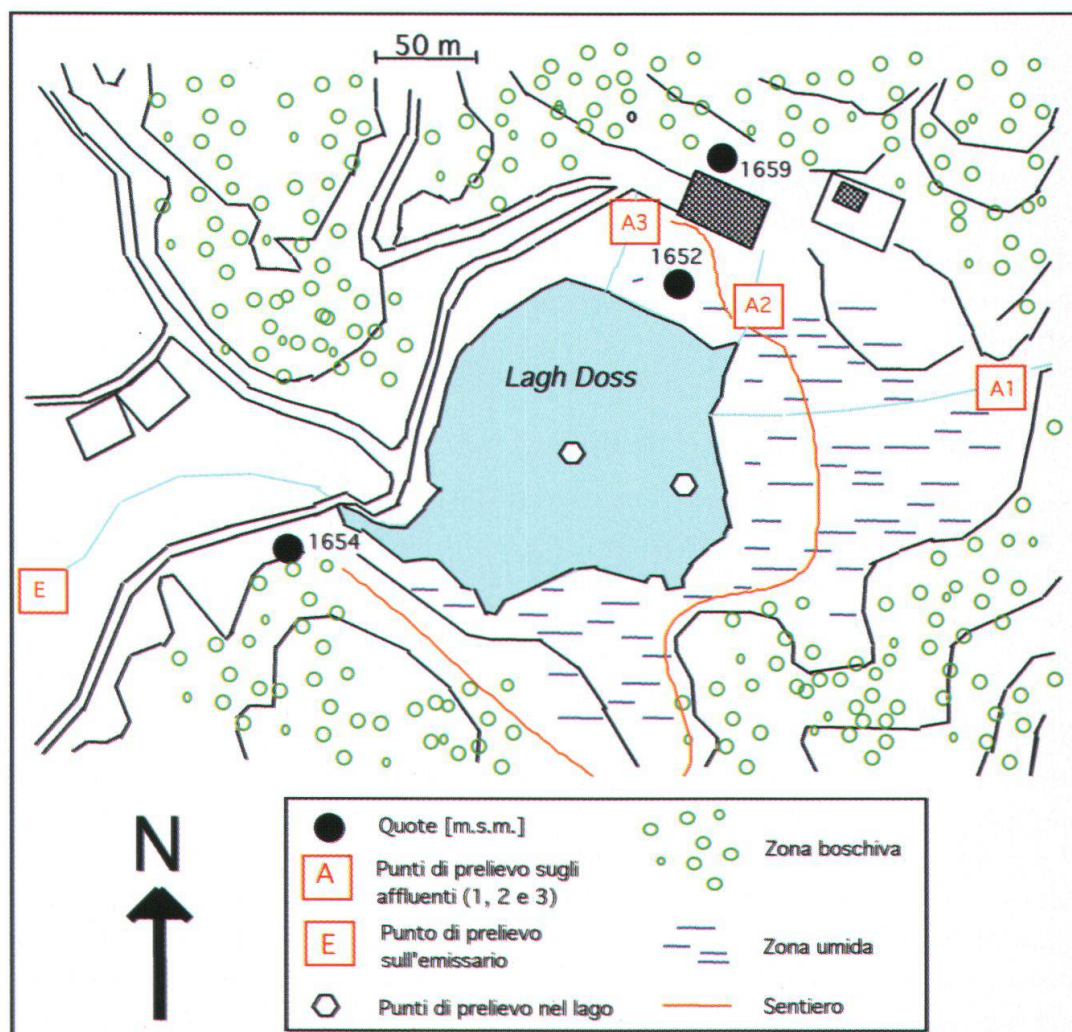 50 m
1659
A3
1652
A2
Lagh Doss
A1
1654
E
N
Quote [m.s.m.]
A
Punti di prelievo sugli
affluenti (1, 2 e 3)
E
Punto di prelievo
sull'emissario
Punti di prelievo nel lago
Zona boschiva
Zona umida
Sentiero